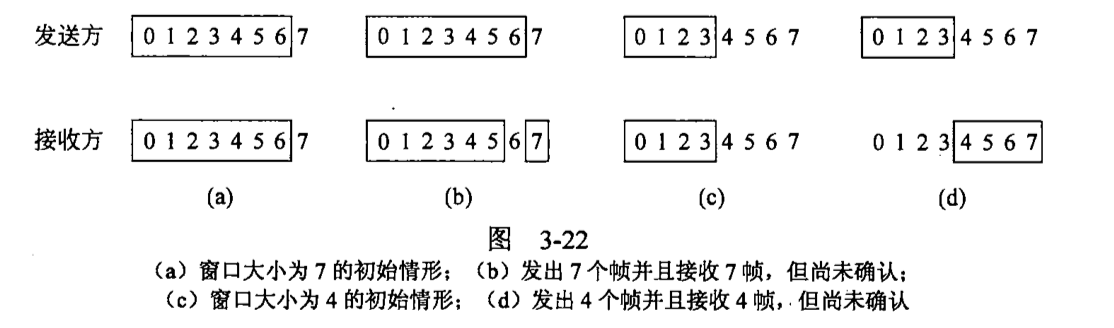 发送方 0 1 2 3 4 5 6 7 0 1 2 3 4 5 6 7 0 1 2 3 4 5 6 7 0 1 2 3 4 5 6 7
接收方 0 1 2 3 4 5 6 7 0 1 2 3 4 5 6 7 0 1 2 3 4 5 6 7 0 1 2 3 4 5 6 7
(a) (b) (c) (d)
图 3-22
(a) 窗口大小为 7 的初始情形；(b) 发出 7 个帧并且接收 7 帧，但尚未确认；
(c) 窗口大小为 4 的初始情形；(d) 发出 4 个帧并且接收 4 帧，但尚未确认